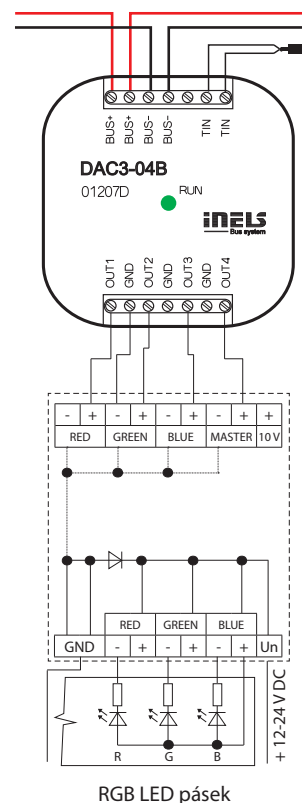 BUS+ BUS+ BUS- BUS- TIN TIN
DAC3-04B
01207D
RUN
iNELS
Bus system
OUT1 GND OUT2 GND OUT3 GND OUT4
- + - + - + - + +
RED GREEN BLUE MASTER 10 V
RED GREEN BLUE
GND - + - + - + Un
+ 12-24 V DC
R G B
RGB LED pásek